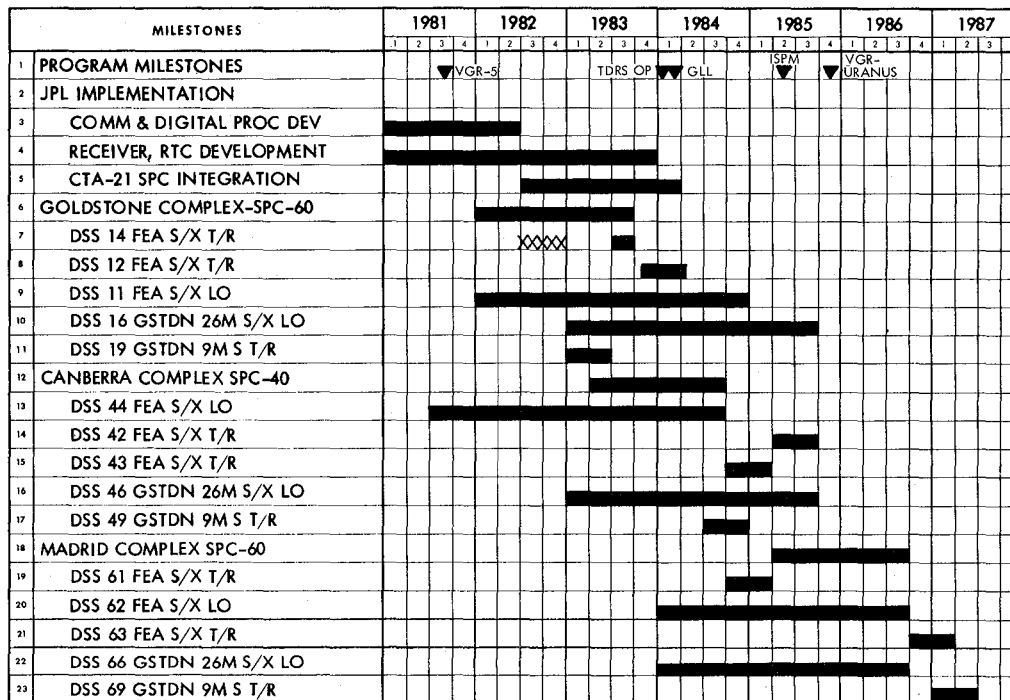 MILESTONES 1981 1982 1983 1984 1985 1986 1987
1 2 3 4 1 2 3 4 1 2 3 4 1 2 3 4 1 2 3 4 1 2 3 4 1 2 3
1 PROGRAM MILESTONES VGR-5 TDRS OP GLL ISPM VGR-URANUS
2 JPL IMPLEMENTATION
3 COMM & DIGITAL PROC DEV
4 RECEIVER, RTC DEVELOPMENT
5 CTA-21 SPC INTEGRATION
6 GOLDSTONE COMPLEX-SPC-60
7 DSS 14 FEA S/X T/R XXXX
8 DSS 12 FEA S/X T/R
9 DSS 11 FEA S/X LO
10 DSS 16 GSTDN 26M S/X LO
11 DSS 19 GSTDN 9M S T/R
12 CANBERRA COMPLEX SPC-40
13 DSS 44 FEA S/X LO
14 DSS 42 FEA S/X T/R
15 DSS 43 FEA S/X T/R
16 DSS 46 GSTDN 26M S/X LO
17 DSS 49 GSTDN 9M S T/R
18 MADRID COMPLEX SPC-60
19 DSS 61 FEA S/X T/R
20 DSS 62 FEA S/X LO
21 DSS 63 FEA S/X T/R
22 DSS 66 GSTDN 26M S/X LO
23 DSS 69 GSTDN 9M S T/R